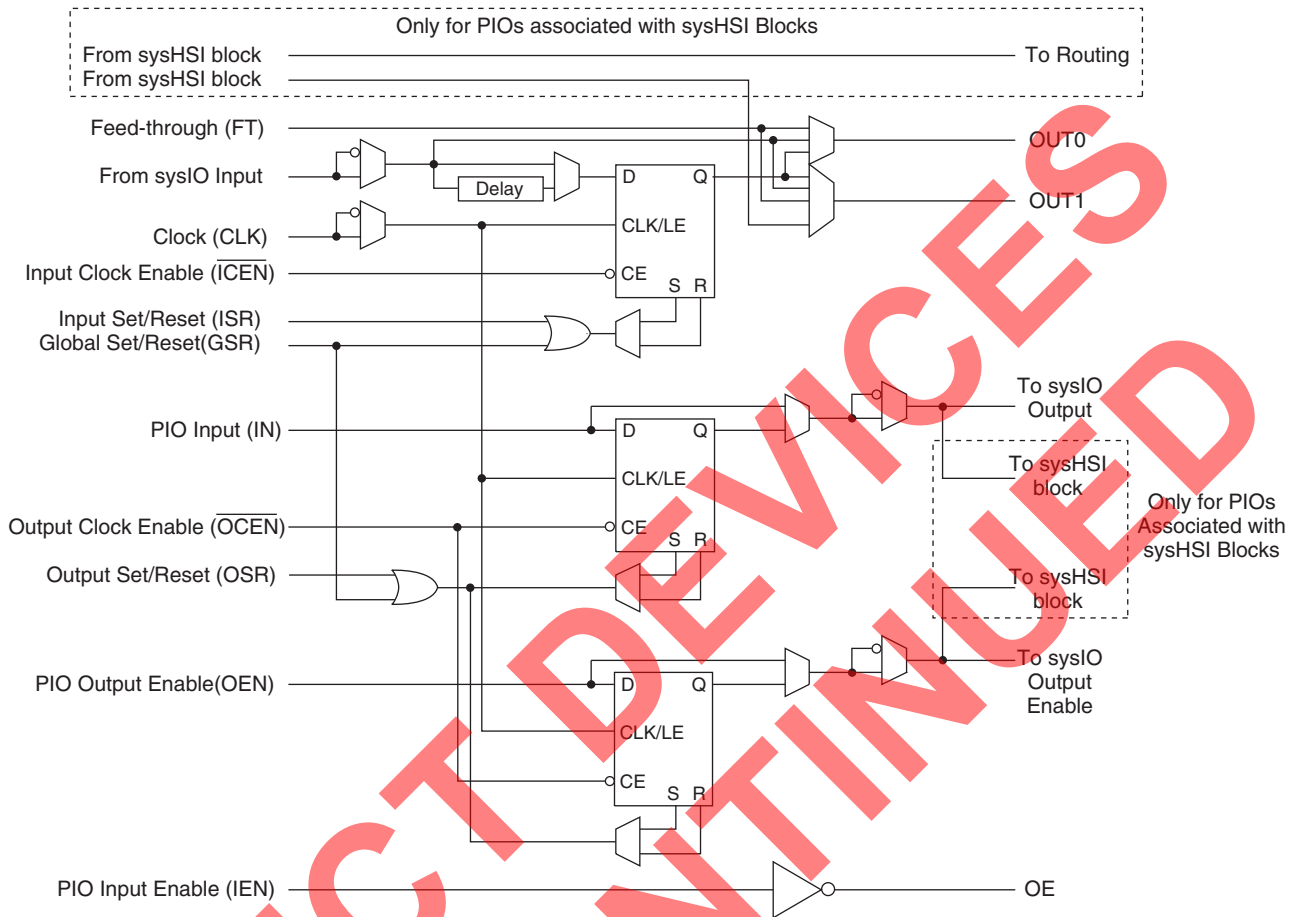 Only for PIOs associated with sysHSI Blocks
From sysHSI block
To Routing
From sysHSI block
Feed-through (FT)
OUT0
From sysIO Input
Delay
D
Q
OUT1
CLK/LE
Clock (CLK)
Input Clock Enable (ICEN)
CE
S R
Input Set/Reset (ISR)
Global Set/Reset(GSR)
To sysIO
Output
PIO Input (IN)
D
Q
To sysHSI
block
CLK/LE
Only for PIOs
Associated with
sysHSI Blocks
Output Clock Enable (OCEN)
CE
S R
Output Set/Reset (OSR)
To sysHSI
block
To sysIO
Output
Enable
PIO Output Enable(OEN)
D
Q
CLK/LE
CE
S R
PIO Input Enable (IEN)
OE
DEVICES